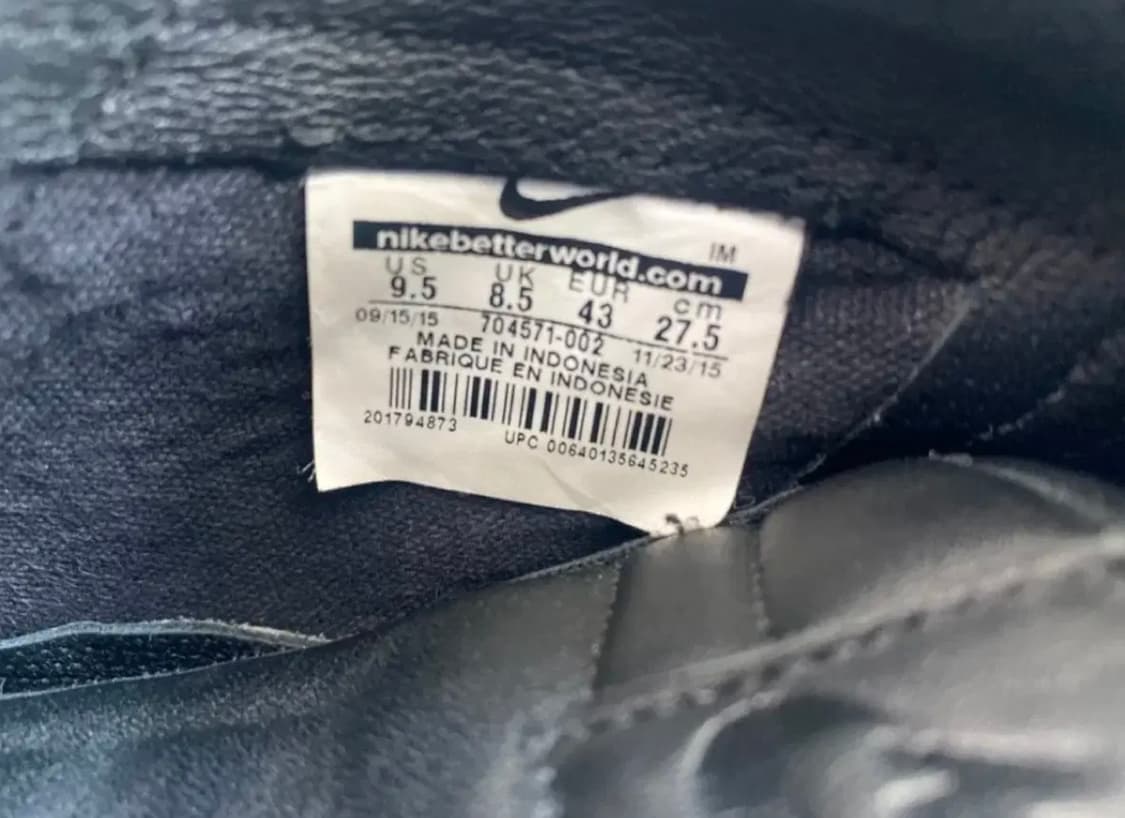 nikebetterworld.com
IM
US UK EUR cm
9.5 8.5 43 27.5
09/15/15 704571-002 11/23/15
MADE IN INDONESIA
FABRIQUE EN INDONESIE
201794873 UPC 00640135645235